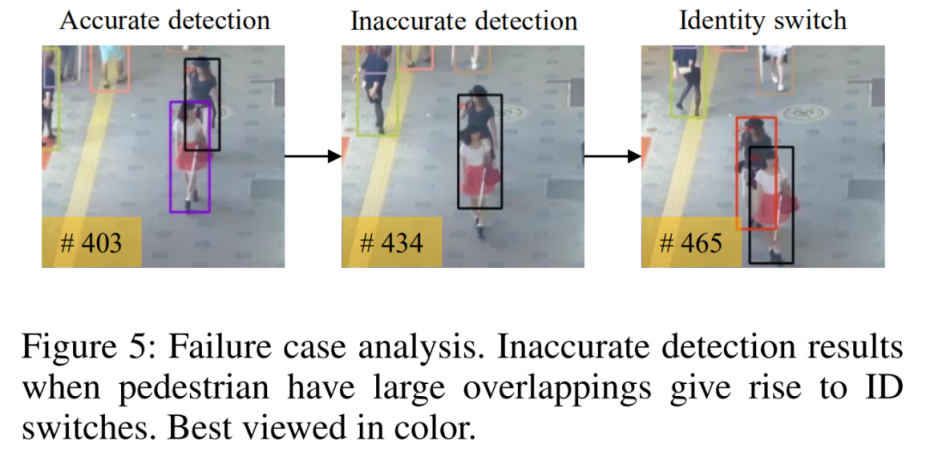 Accurate detection
Inaccurate detection
Identity switch
# 403
# 434
# 465
Figure 5: Failure case analysis. Inaccurate detection results
when pedestrian have large overlappings give rise to ID
switches. Best viewed in color.